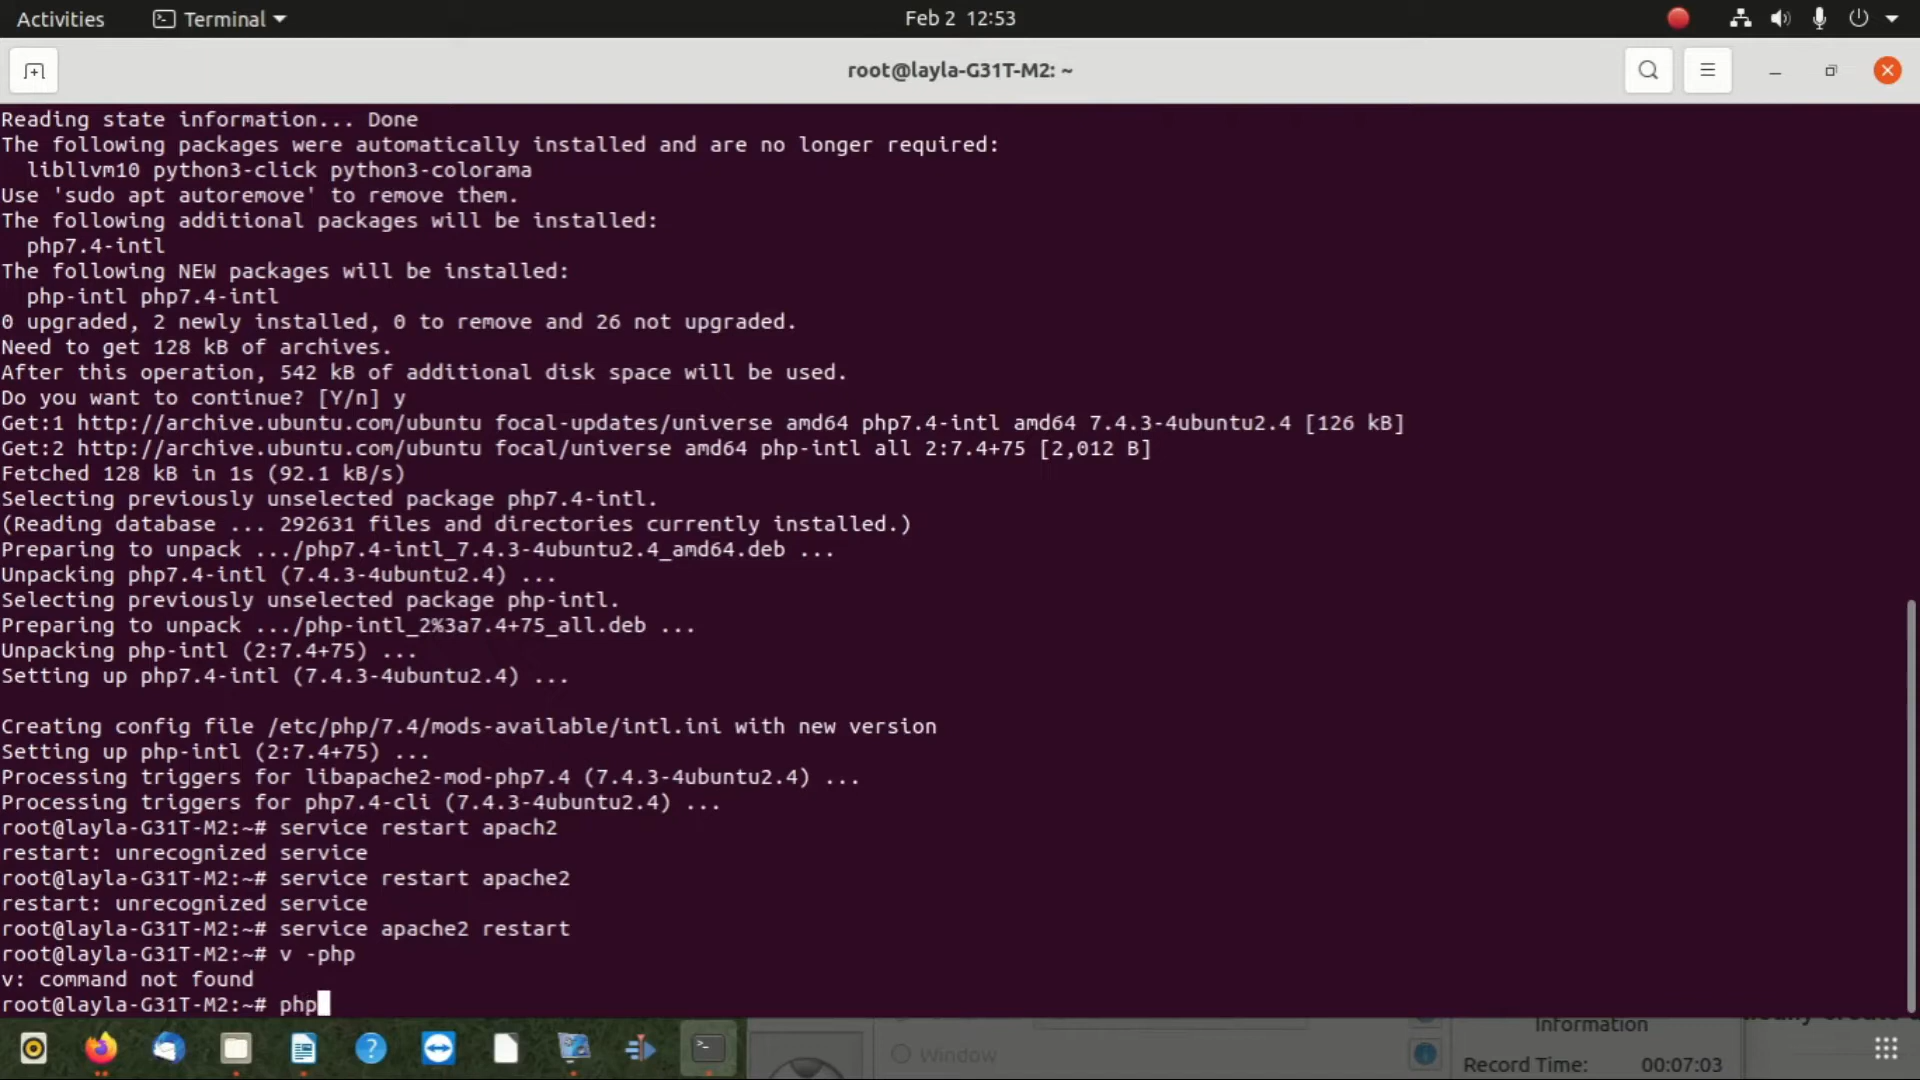 Activities Terminal Feb 2 12:53
root@layla-G31T-M2: ~
Reading state information... Done
The following packages were automatically installed and are no longer required:
  libllvm10 python3-click python3-colorama
Use 'sudo apt autoremove' to remove them.
The following additional packages will be installed:
  php7.4-intl
The following NEW packages will be installed:
  php-intl php7.4-intl
0 upgraded, 2 newly installed, 0 to remove and 26 not upgraded.
Need to get 128 kB of archives.
After this operation, 542 kB of additional disk space will be used.
Do you want to continue? [Y/n] y
Get:1 http://archive.ubuntu.com/ubuntu focal-updates/universe amd64 php7.4-intl amd64 7.4.3-4ubuntu2.4 [126 kB]
Get:2 http://archive.ubuntu.com/ubuntu focal/universe amd64 php-intl all 2:7.4+75 [2,012 B]
Fetched 128 kB in 1s (92.1 kB/s)
Selecting previously unselected package php7.4-intl.
(Reading database ... 292631 files and directories currently installed.)
Preparing to unpack .../php7.4-intl_7.4.3-4ubuntu2.4_amd64.deb ...
Unpacking php7.4-intl (7.4.3-4ubuntu2.4) ...
Selecting previously unselected package php-intl.
Preparing to unpack .../php-intl_2%3a7.4+75_all.deb ...
Unpacking php-intl (2:7.4+75) ...
Setting up php7.4-intl (7.4.3-4ubuntu2.4) ...
Creating config file /etc/php/7.4/mods-available/intl.ini with new version
Setting up php-intl (2:7.4+75) ...
Processing triggers for libapache2-mod-php7.4 (7.4.3-4ubuntu2.4) ...
Processing triggers for php7.4-cli (7.4.3-4ubuntu2.4) ...
root@layla-G31T-M2:~# service restart apach2
restart: unrecognized service
root@layla-G31T-M2:~# service restart apache2
restart: unrecognized service
root@layla-G31T-M2:~# service apache2 restart
root@layla-G31T-M2:~# v -php
v: command not found
root@layla-G31T-M2:~# php
Information
Window
Record Time: 00:07:03